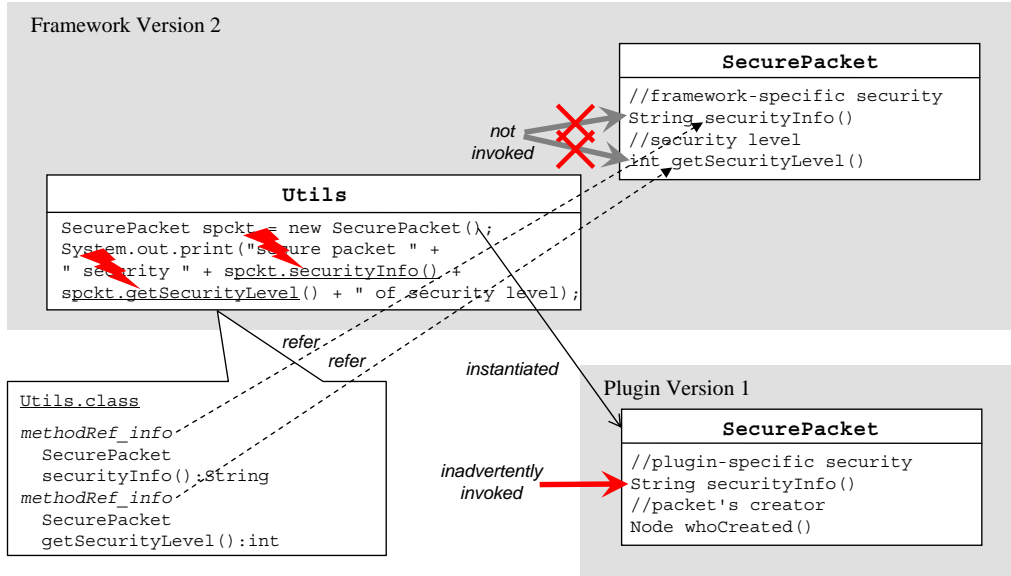 Framework Version 2
SecurePacket
//framework-specific security
String securityInfo()
//security level
int getSecurityLevel()
not
invoked
Utils
SecurePacket spckt = new SecurePacket();
System.out.print("secure packet " +
" security " + spckt.securityInfo() +
spckt.getSecurityLevel() + " of security level);
refer
refer
instantiated
Utils.class
methodRef_info
SecurePacket
securityInfo():String
methodRef_info
SecurePacket
getSecurityLevel():int
Plugin Version 1
SecurePacket
//plugin-specific security
String securityInfo()
//packet's creator
Node whoCreated()
inadvertently
invoked